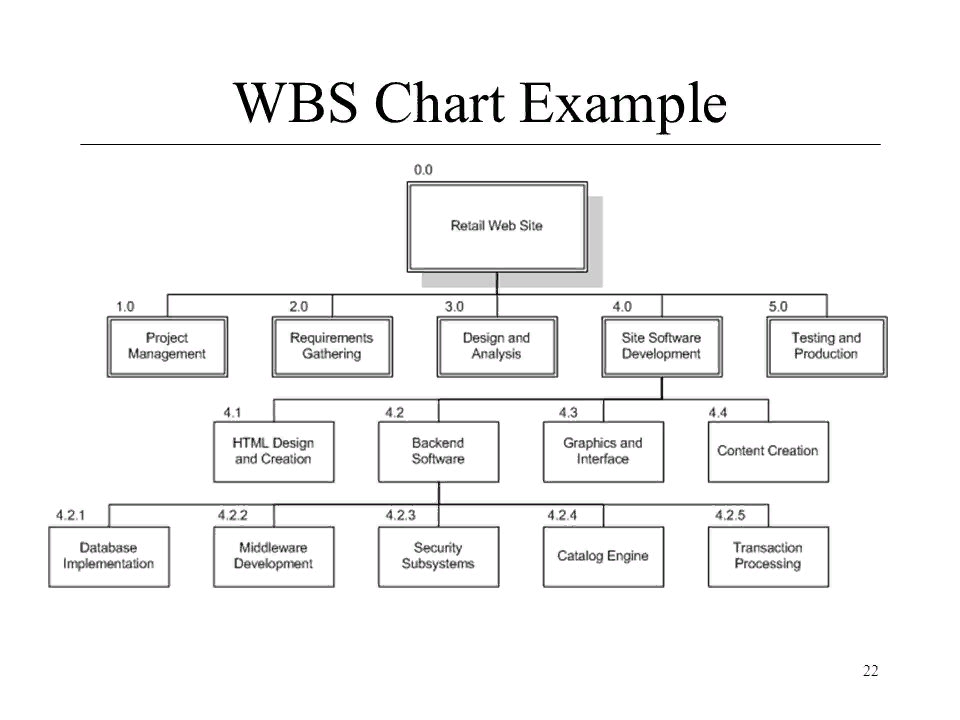 WBS Chart Example
0.0
Retail Web Site
1.0
Project
Management
2.0
Requirements
Gathering
3.0
Design and
Analysis
4.0
Site Software
Development
5.0
Testing and
Production
4.1
HTML Design
and Creation
4.2
Backend
Software
4.3
Graphics and
Interface
4.4
Content Creation
4.2.1
Database
Implementation
4.2.2
Middleware
Development
4.2.3
Security
Subsystems
4.2.4
Catalog Engine
4.2.5
Transaction
Processing
22